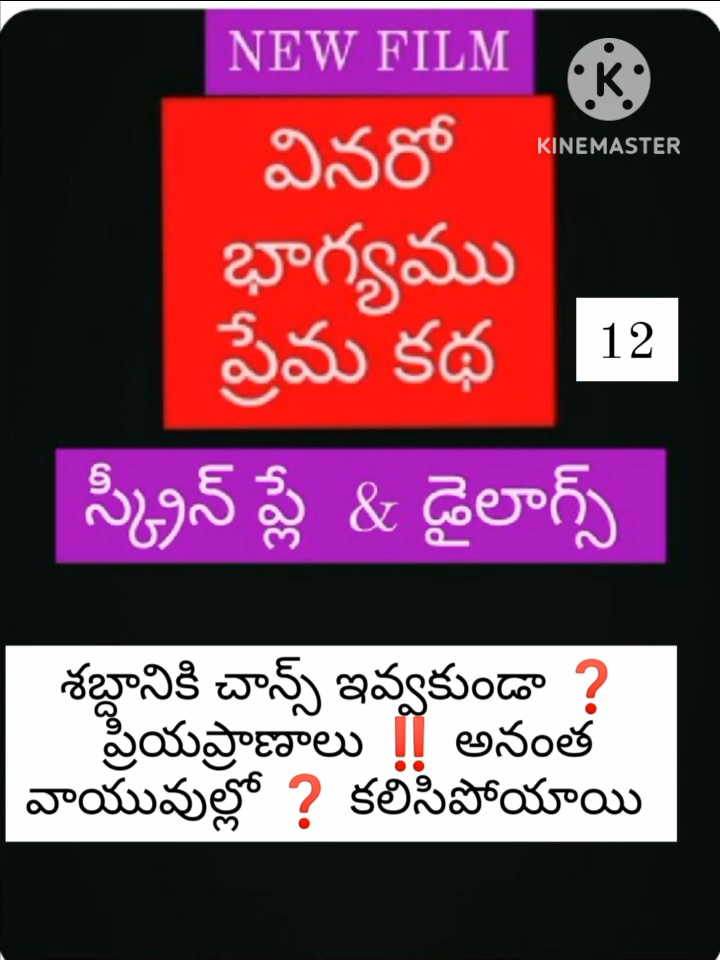 NEW FILM
KINEMASTER
వినరో
భాగ్యము
ప్రేమ కథ
12
స్క్రీన్ ప్లే & డైలాగ్స్
శబ్దానికి చాన్స్ ఇవ్వకుండా ❓
ప్రియప్రాణాలు ‼️ అనంత
వాయువుల్లో ❓ కలిసిపోయాయి